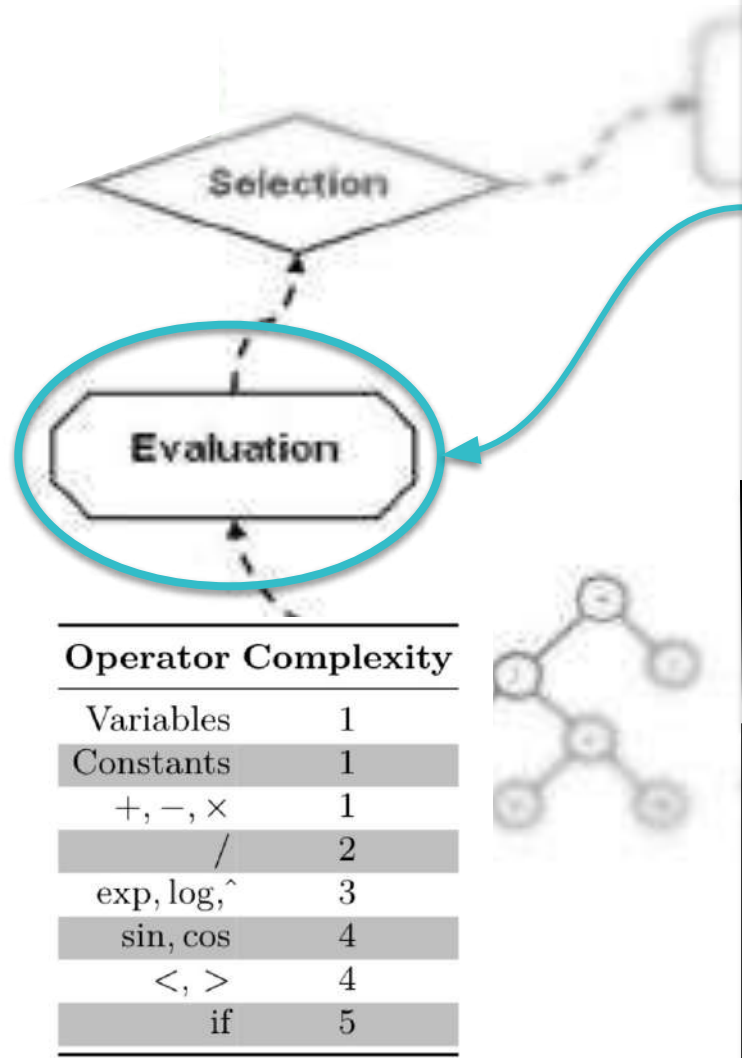 Selection
Evaluation
Operator Complexity
Variables 1
Constants 1
+, −, × 1
/ 2
exp, log,ˆ 3
sin, cos 4
<, > 4
if 5